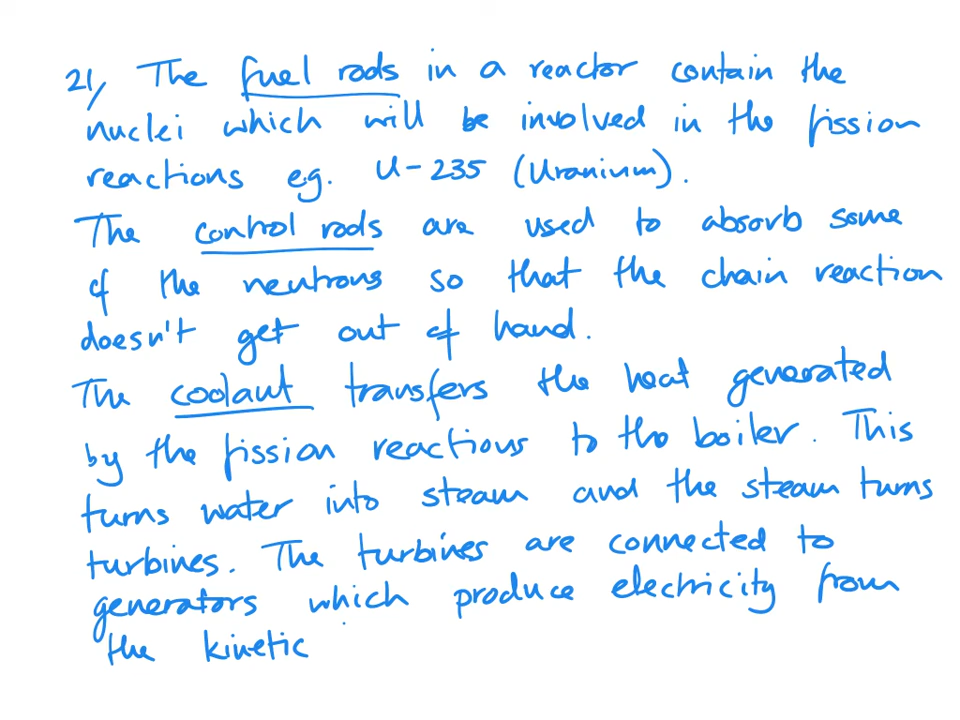 21/ The fuel rods in a reactor contain the
nuclei which will be involved in the fission
reactions e.g. U-235 (Uranium).
The control rods are used to absorb some
of the neutrons so that the chain reaction
doesn't get out of hand.
The coolant transfers the heat generated
by the fission reactions to the boiler. This
turns water into steam and the steam turns
turbines. The turbines are connected to
generators which produce electricity from
the kinetic